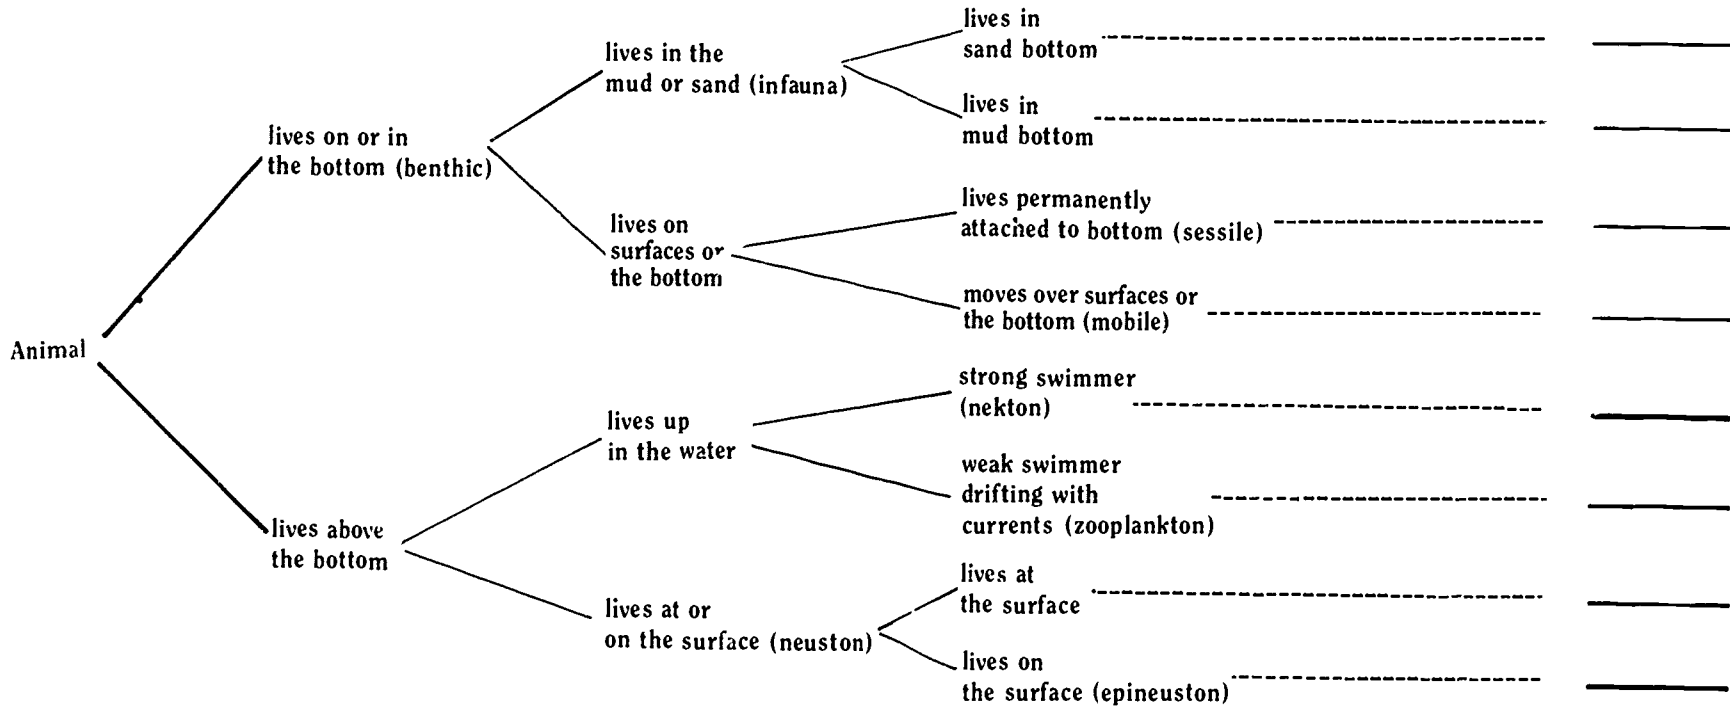 lives in
sand bottom
lives in the
mud or sand (infauna)
lives in
mud bottom
lives on or in
the bottom (benthic)
lives permanently
attached to bottom (sessile)
lives on
surfaces or
the bottom
moves over surfaces or
the bottom (mobile)
Animal
strong swimmer
(nekton)
lives up
in the water
weak swimmer
drifting with
currents (zooplankton)
lives above
the bottom
lives at
the surface
lives at or
on the surface (neuston)
lives on
the surface (epineuston)